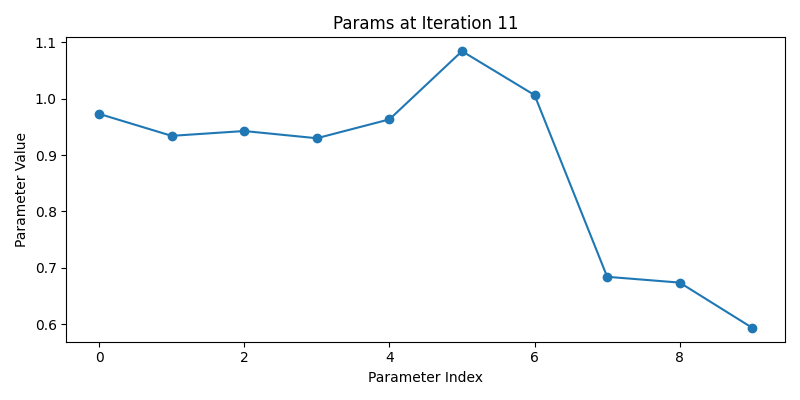 Params at Iteration 11
1.1
1.0
0.9
0.8
0.7
0.6
Parameter Value
0 2 4 6 8
Parameter Index